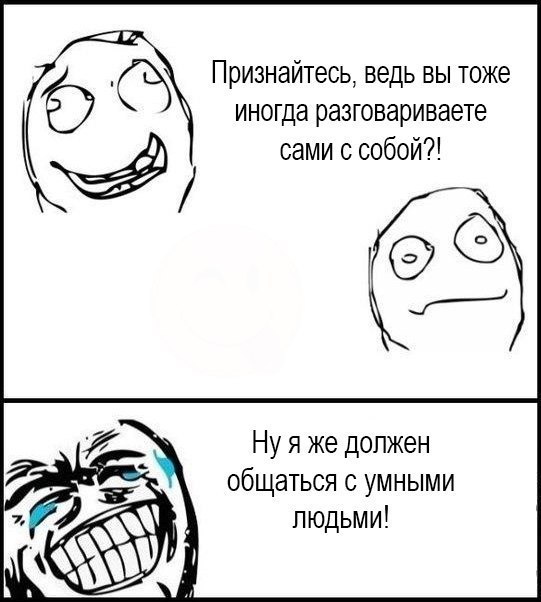 Признайтесь, ведь вы тоже
иногда разговариваете
сами с собой?!
Ну я же должен
общаться с умными
людьми!